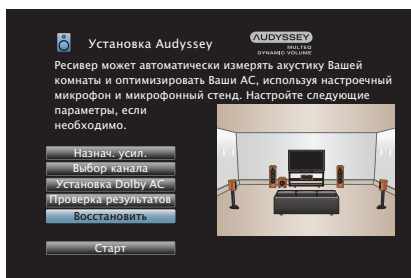 Установка Audyssey
AUDYSSEY
MULTEQ
DYNAMIC VOLUME
Ресивер может автоматически измерять акустику Вашей
комнаты и оптимизировать Ваши АС, используя настроечный
микрофон и микрофонный стенд. Настройте следующие
параметры, если
необходимо.
Назнач. усил.
Выбор канала
Установка Dolby АС
Проверка результатов
Восстановить
Старт